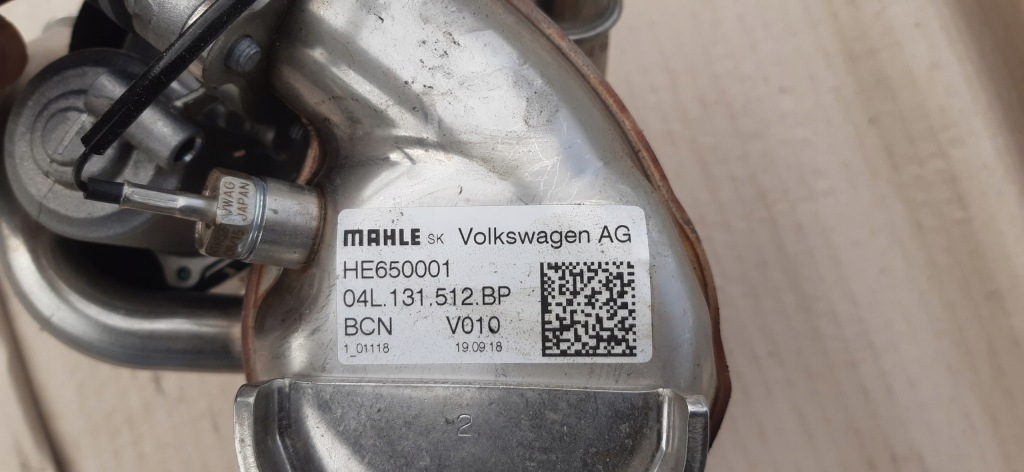 VWAG
JAPAN
MAHLE SK Volkswagen AG
HE650001
04L.131.512.BP
BCN V010
1_01118 19.09.18
2